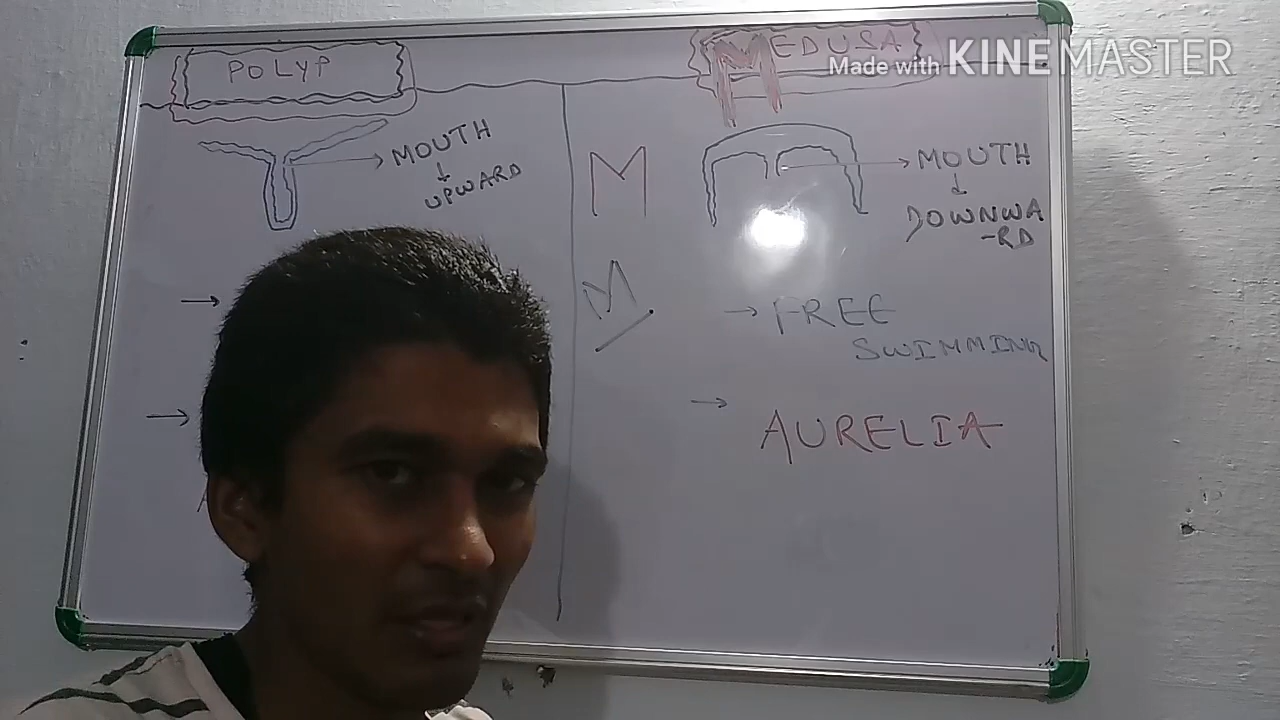 POLYP
MEDUSA
Made with KINEMASTER
MOUTH
UPWARD
M
M
MOUTH
DOWNWA
-RD
→ FREE
SWIMMING
→ AURELIA